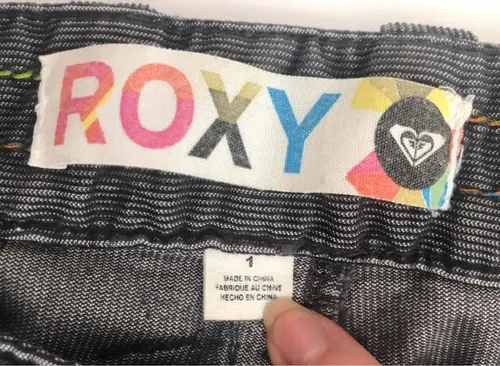 ROXY
1
MADE IN CHINA
FABRIQUE AU CHINE
HECHO EN CHINA